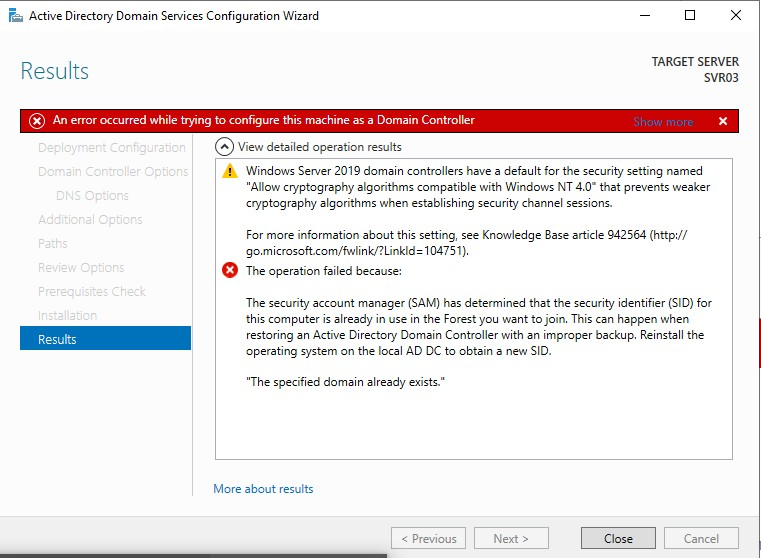 Active Directory Domain Services Configuration Wizard
Results
TARGET SERVER
SVR03
An error occurred while trying to configure this machine as a Domain Controller
Show more
Deployment Configuration
Domain Controller Options
DNS Options
Additional Options
Paths
Review Options
Prerequisites Check
Installation
Results
View detailed operation results
Windows Server 2019 domain controllers have a default for the security setting named
"Allow cryptography algorithms compatible with Windows NT 4.0" that prevents weaker
cryptography algorithms when establishing security channel sessions.
For more information about this setting, see Knowledge Base article 942564 (http://
go.microsoft.com/fwlink/?LinkId=104751).
The operation failed because:
The security account manager (SAM) has determined that the security identifier (SID) for
this computer is already in use in the Forest you want to join. This can happen when
restoring an Active Directory Domain Controller with an improper backup. Reinstall the
operating system on the local AD DC to obtain a new SID.
"The specified domain already exists."
More about results
< Previous
Next >
Close
Cancel